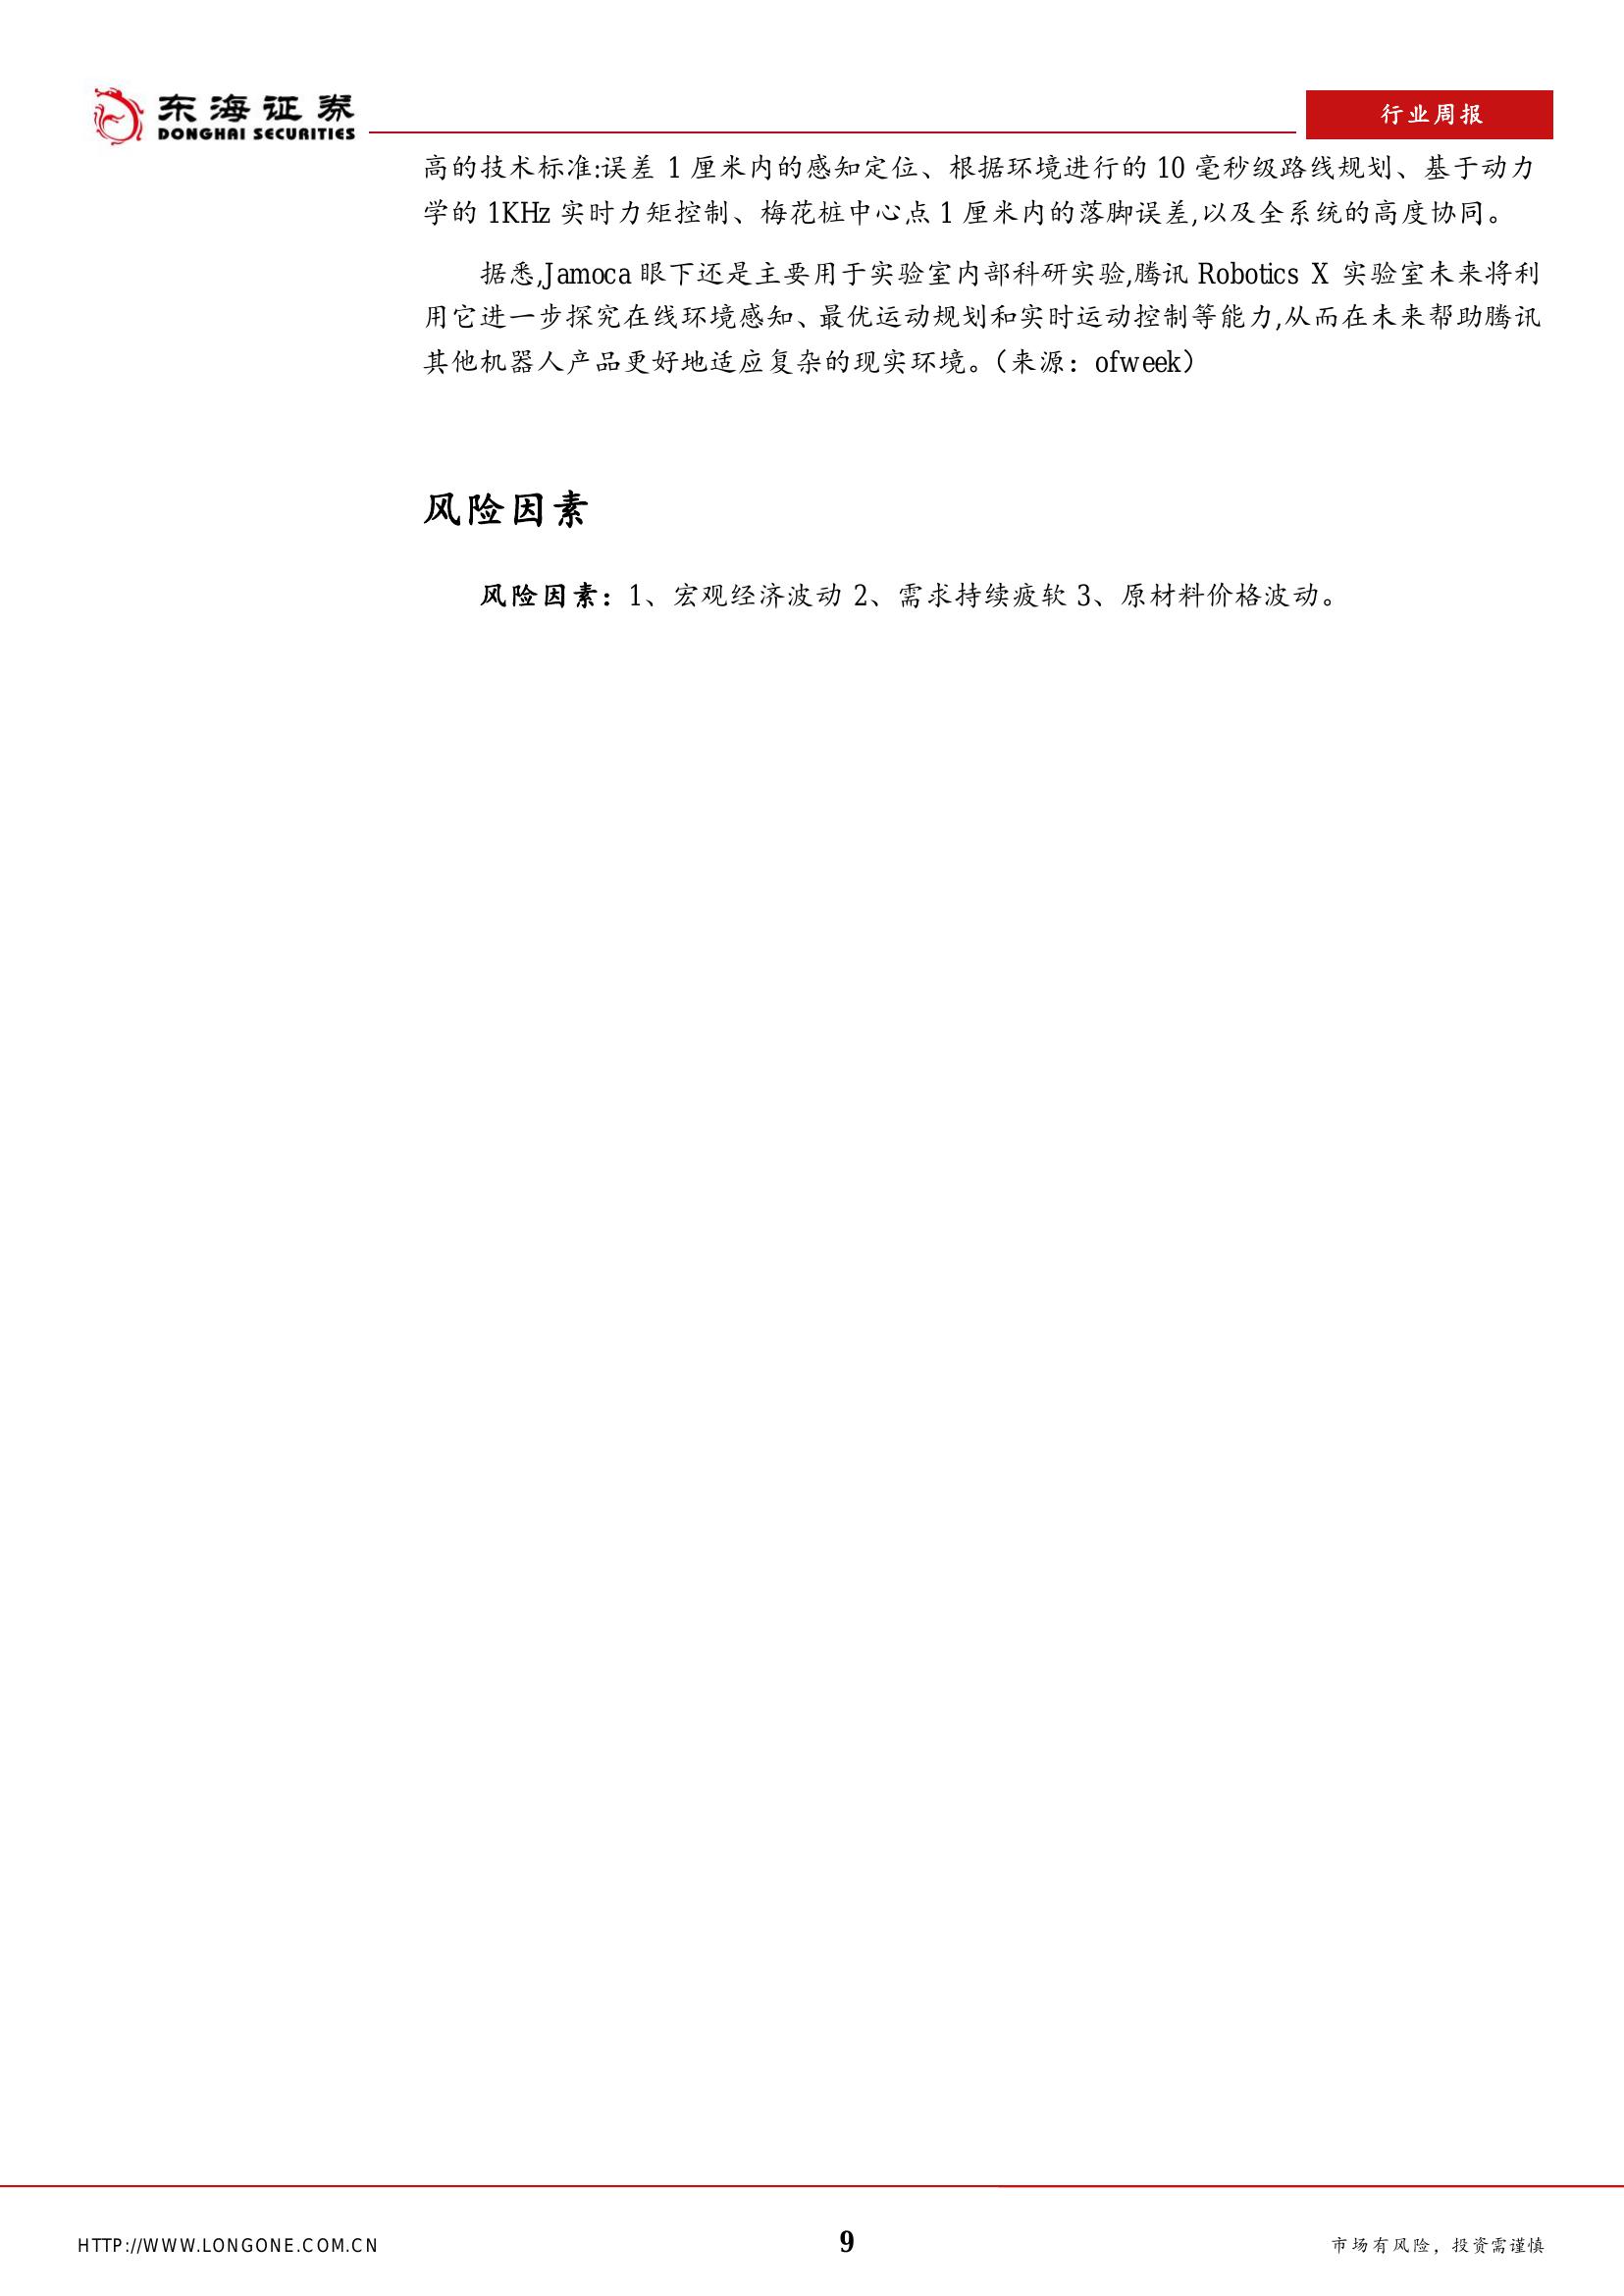 东海证券
DONGHAI SECURITIES
行业周报
高的技术标准:误差 1 厘米内的感知定位、根据环境进行的 10 毫秒级路线规划、基于动力
学的 1KHz 实时力矩控制、梅花桩中心点 1 厘米内的落脚误差,以及全系统的高度协同。
据悉,Jamoca 眼下还是主要用于实验室内部科研实验,腾讯 Robotics X 实验室未来将利
用它进一步探究在线环境感知、最优运动规划和实时运动控制等能力,从而在未来帮助腾讯
其他机器人产品更好地适应复杂的现实环境。（来源：ofweek）
风险因素
风险因素：1、宏观经济波动 2、需求持续疲软 3、原材料价格波动。
HTTP://WWW.LONGONE.COM.CN
9
市场有风险，投资需谨慎